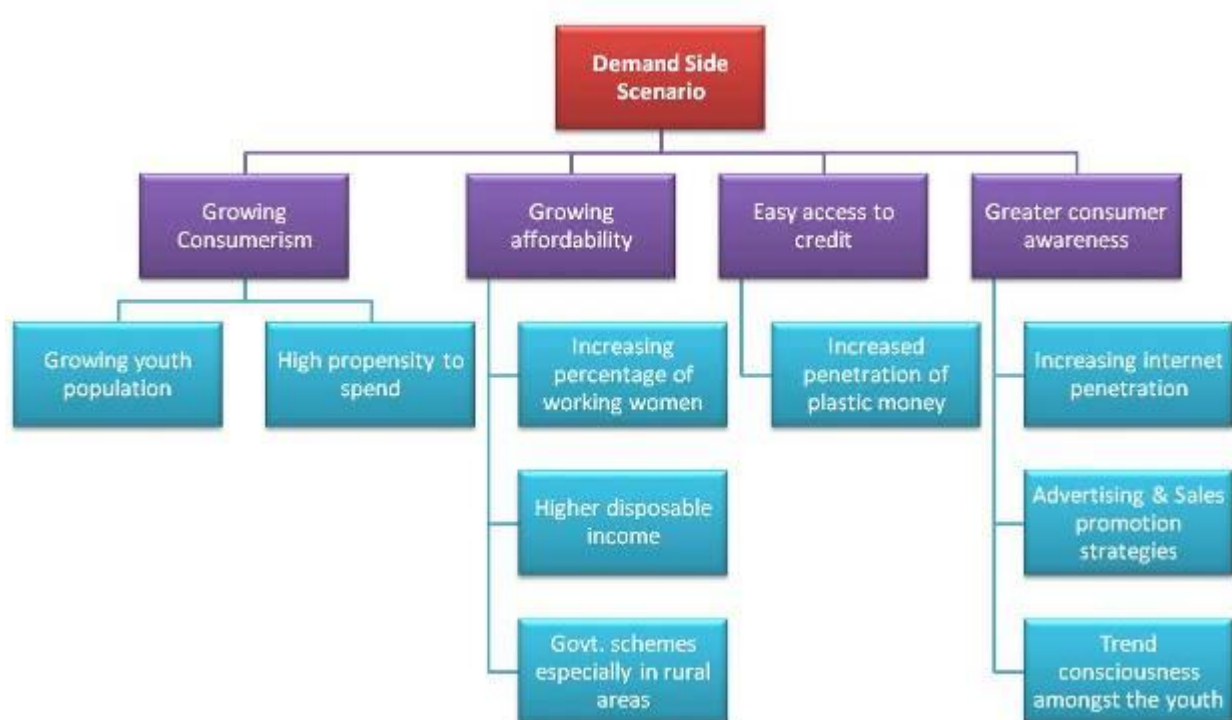 Demand Side
Scenario
Growing
Consumerism
Growing
affordability
Easy access to
credit
Greater consumer
awareness
Growing youth
population
High propensity to
spend
Increasing
percentage of
working women
Increased
penetration of
plastic money
Increasing internet
penetration
Higher disposable
income
Advertising & Sales
promotion
strategies
Govt. schemes
especially in rural
areas
Trend
consciousness
amongst the youth